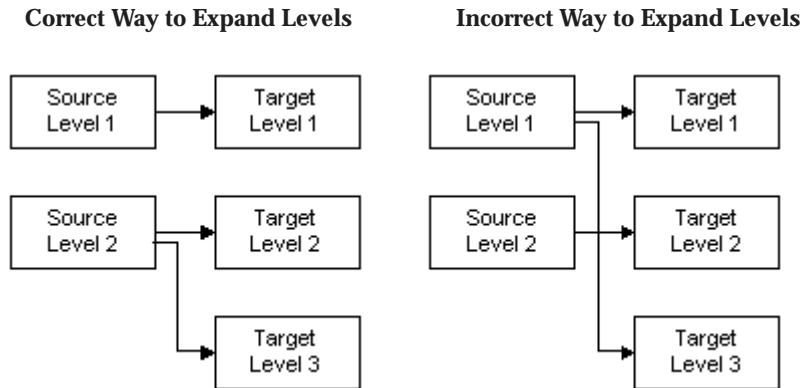 Correct Way to Expand Levels
Source
Level 1
Target
Level 1
Source
Level 2
Target
Level 2
Target
Level 3
Incorrect Way to Expand Levels
Source
Level 1
Target
Level 1
Source
Level 2
Target
Level 2
Target
Level 3